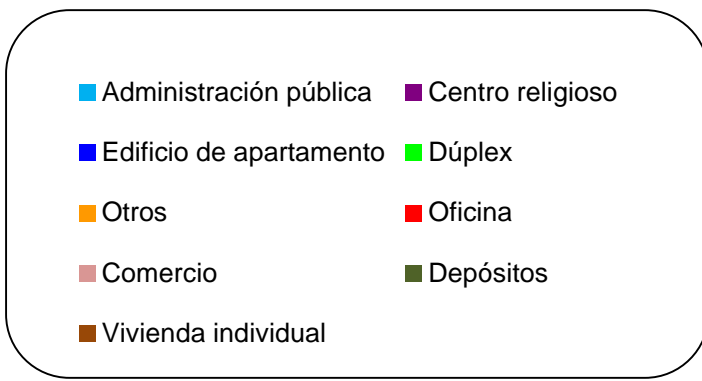 Administración pública
Centro religioso
Edificio de apartamento
Dúplex
Otros
Oficina
Comercio
Depósitos
Vivienda individual